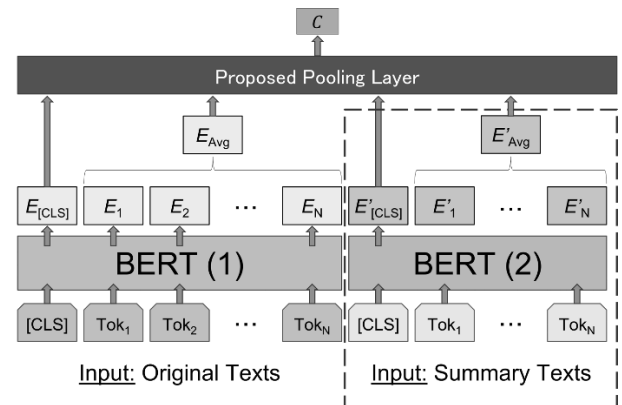 C
Proposed Pooling Layer
E_Avg E'_Avg
E_[CLS] E_1 E_2 ... E_N E'_[CLS] E'_1 ... E'_N
BERT (1) BERT (2)
[CLS] Tok_1 Tok_2 ... Tok_N [CLS] Tok_1 ... Tok_N
Input: Original Texts Input: Summary Texts